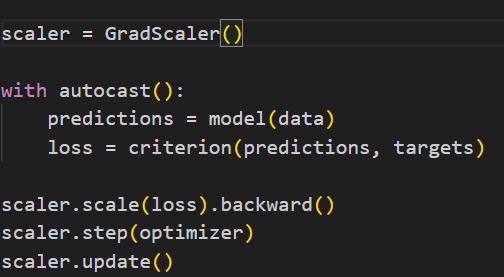 scaler = GradScaler()
with autocast():
    predictions = model(data)
    loss = criterion(predictions, targets)
scaler.scale(loss).backward()
scaler.step(optimizer)
scaler.update()